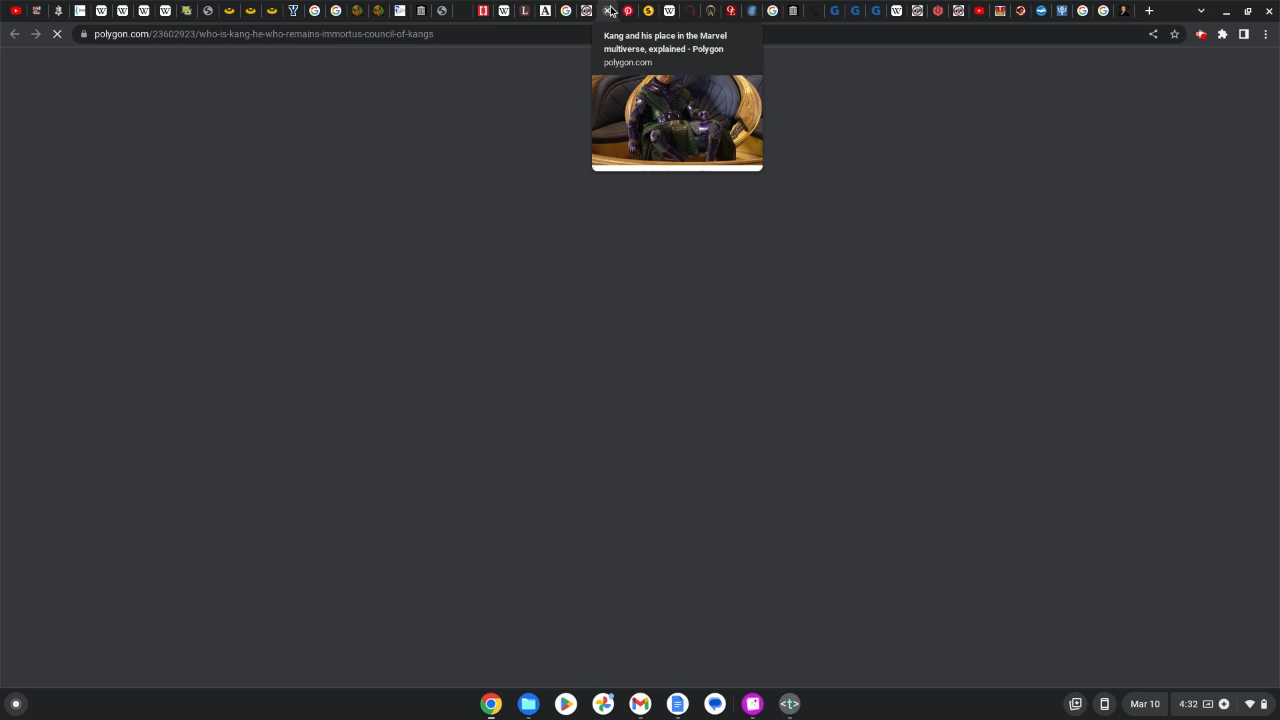 polygon.com/23602923/who-is-kang-he-who-remains-immortus-council-of-kangs
Kang and his place in the Marvel
multiverse, explained - Polygon
polygon.com
Mar 10
4:32